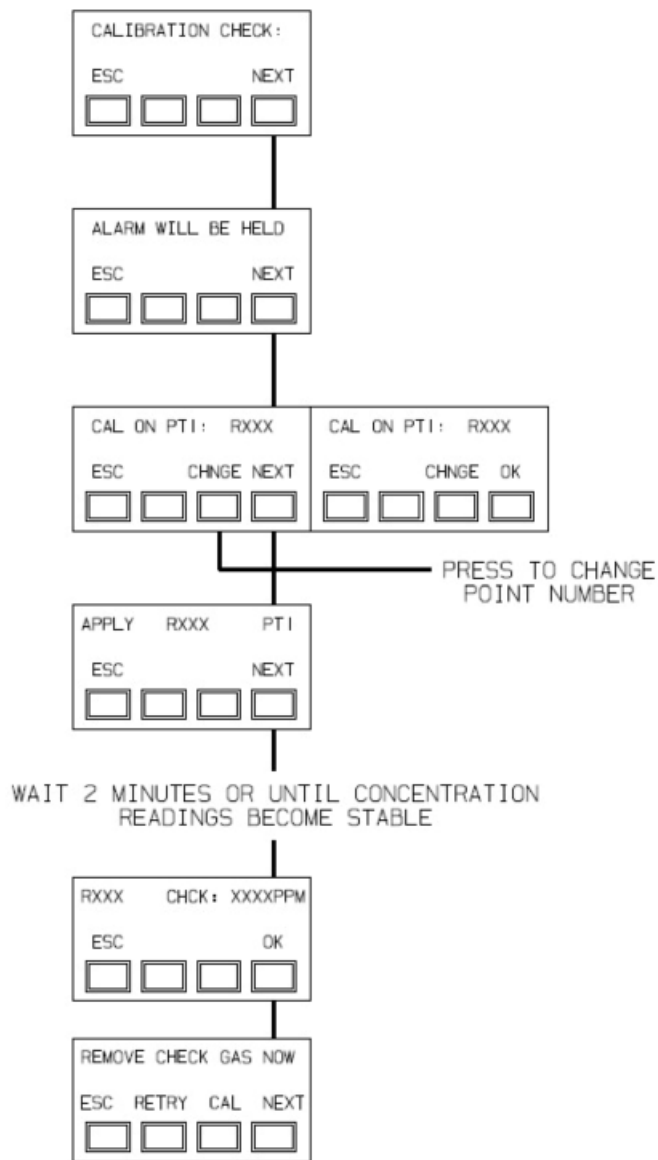 CALIBRATION CHECK:
ESC NEXT
ALARM WILL BE HELD
ESC NEXT
CAL ON PTI: RXXX
ESC CHNGE NEXT
CAL ON PTI: RXXX
ESC CHNGE OK
PRESS TO CHANGE
POINT NUMBER
APPLY RXXX PTI
ESC NEXT
WAIT 2 MINUTES OR UNTIL CONCENTRATION
READINGS BECOME STABLE
RXXX CHCK: XXXXPPM
ESC OK
REMOVE CHECK GAS NOW
ESC RETRY CAL NEXT